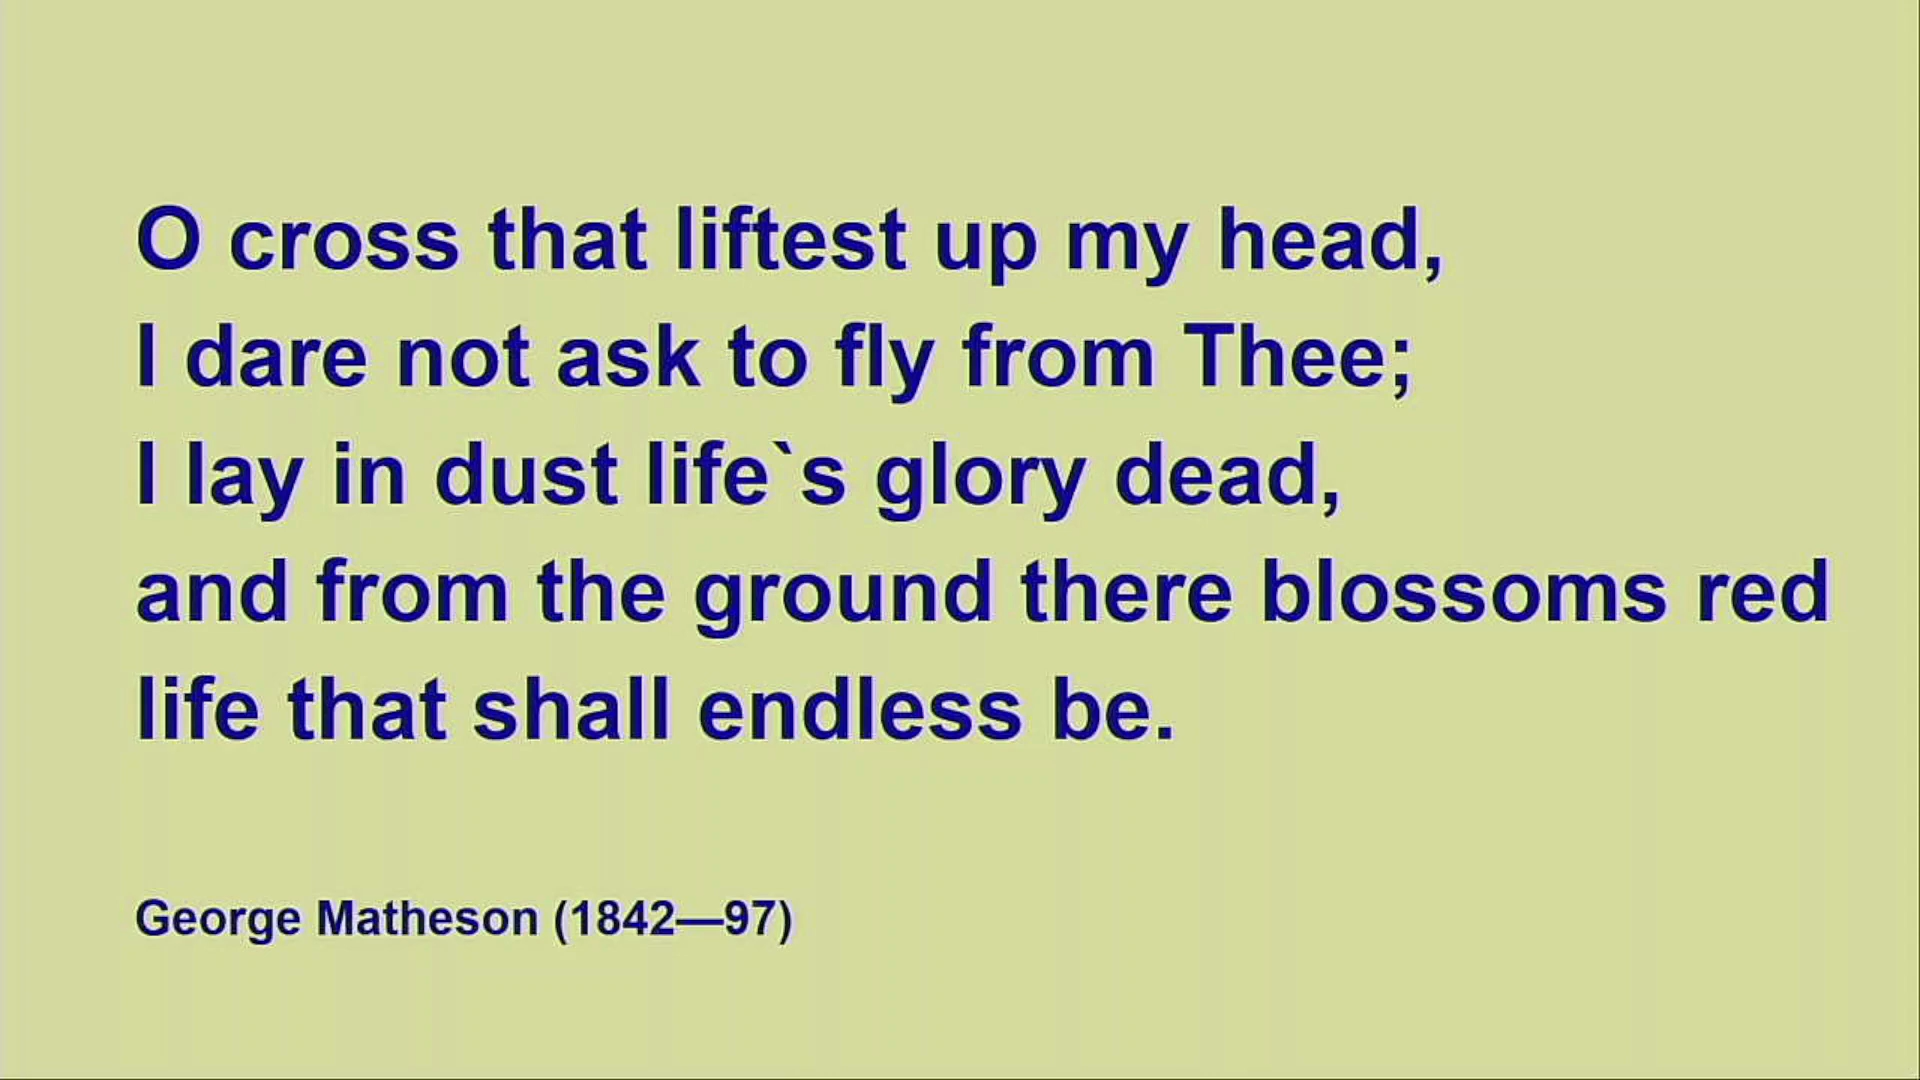 O cross that liftest up my head,
I dare not ask to fly from Thee;
I lay in dust life`s glory dead,
and from the ground there blossoms red
life that shall endless be.
George Matheson (1842—97)